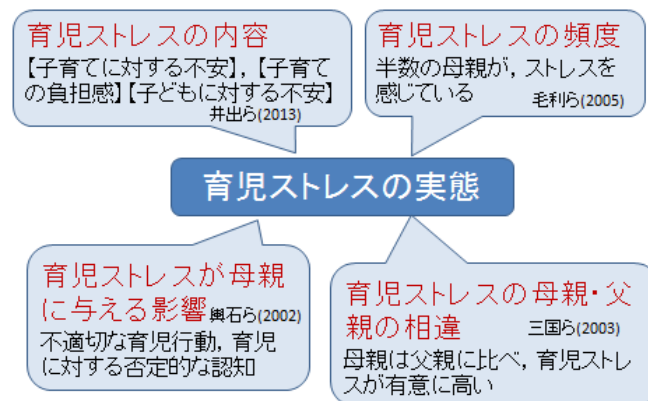 育児ストレスの内容
【子育てに対する不安】，【子育て
の負担感】【子どもに対する不安】
井出ら(2013)
育児ストレスの頻度
半数の母親が，ストレスを
感じている 毛利ら(2005)
育児ストレスの実態
育児ストレスが母親
に与える影響 輿石ら(2002)
不適切な育児行動，育児
に対する否定的な認知
育児ストレスの母親・父
親の相違 三国ら(2003)
母親は父親に比べ，育児ストレ
スが有意に高い